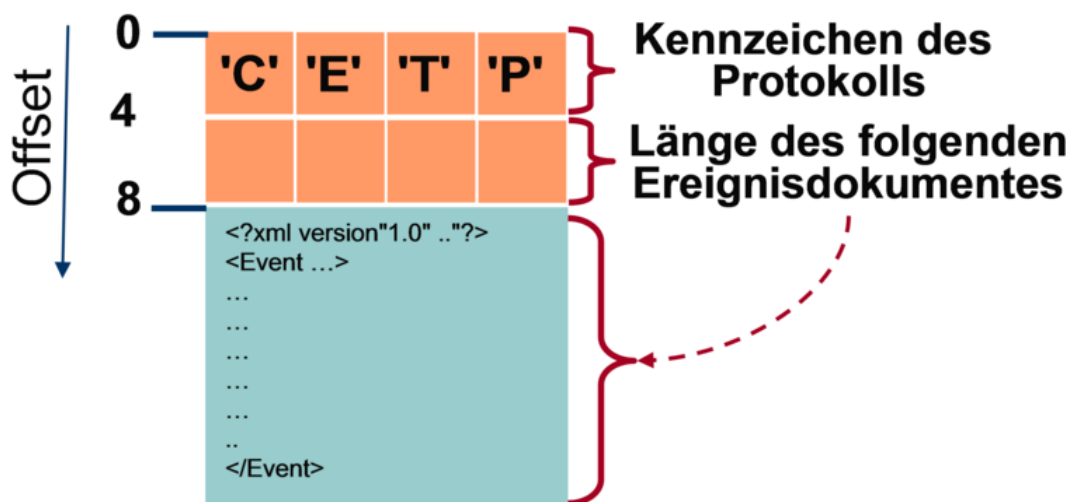 Offset
0
'C' 'E' 'T' 'P'
Kennzeichen des
Protokolls
4
Länge des folgenden
Ereignisdokumentes
8
<?xml version"1.0" .."?>
<Event …>
…
…
…
…
…
..
</Event>